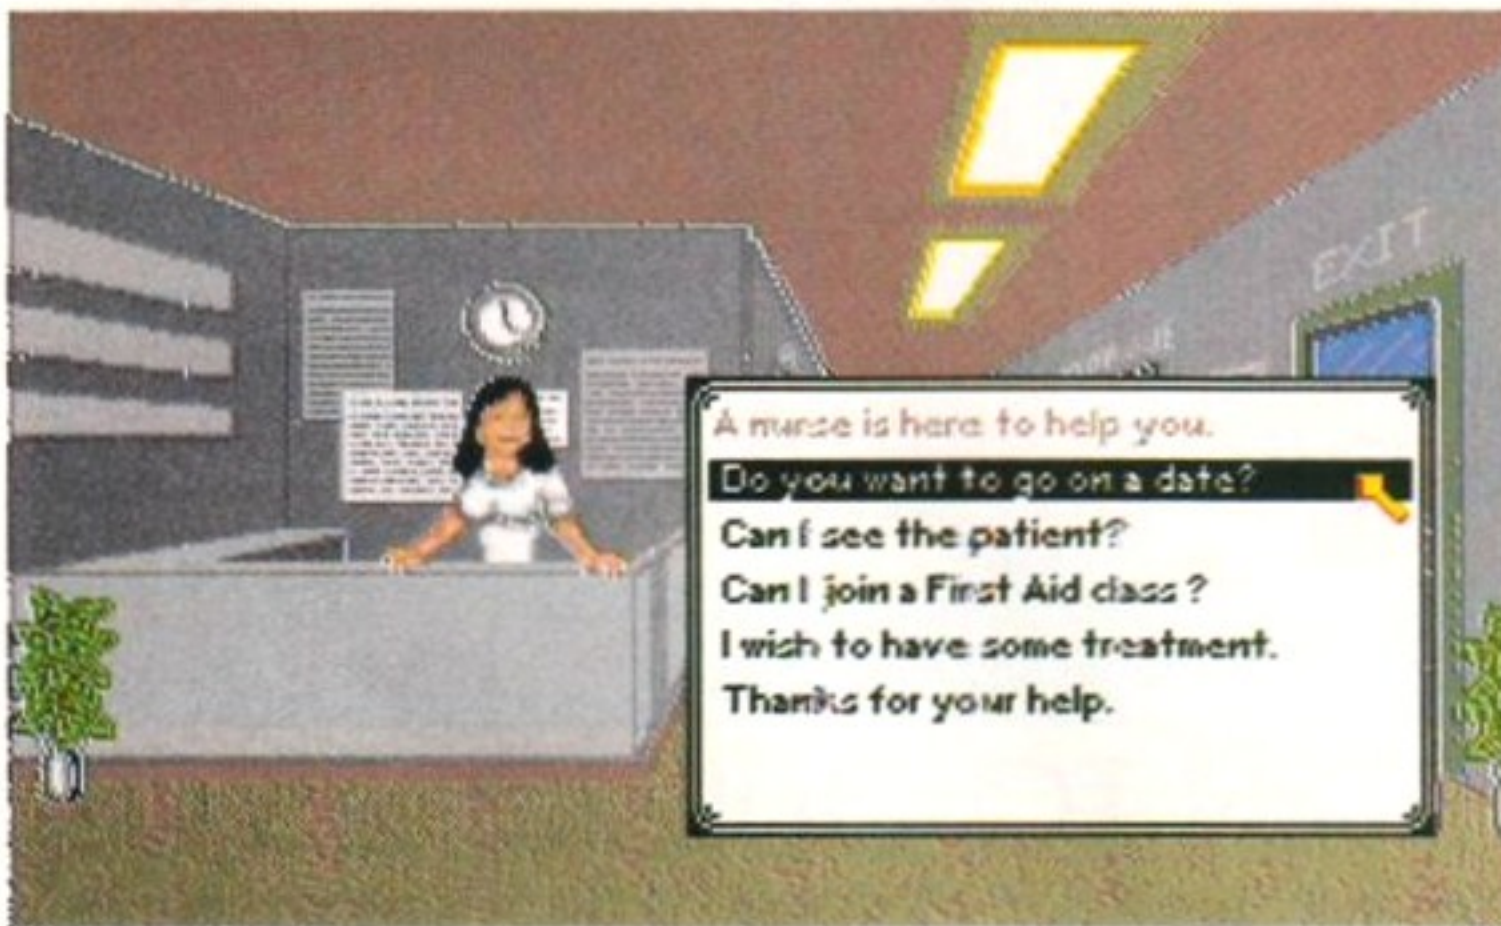 EXIT
A nurse is here to help you.
Do you want to go on a date?
Can I see the patient?
Can I join a First Aid class ?
I wish to have some treatment.
Thanks for your help.